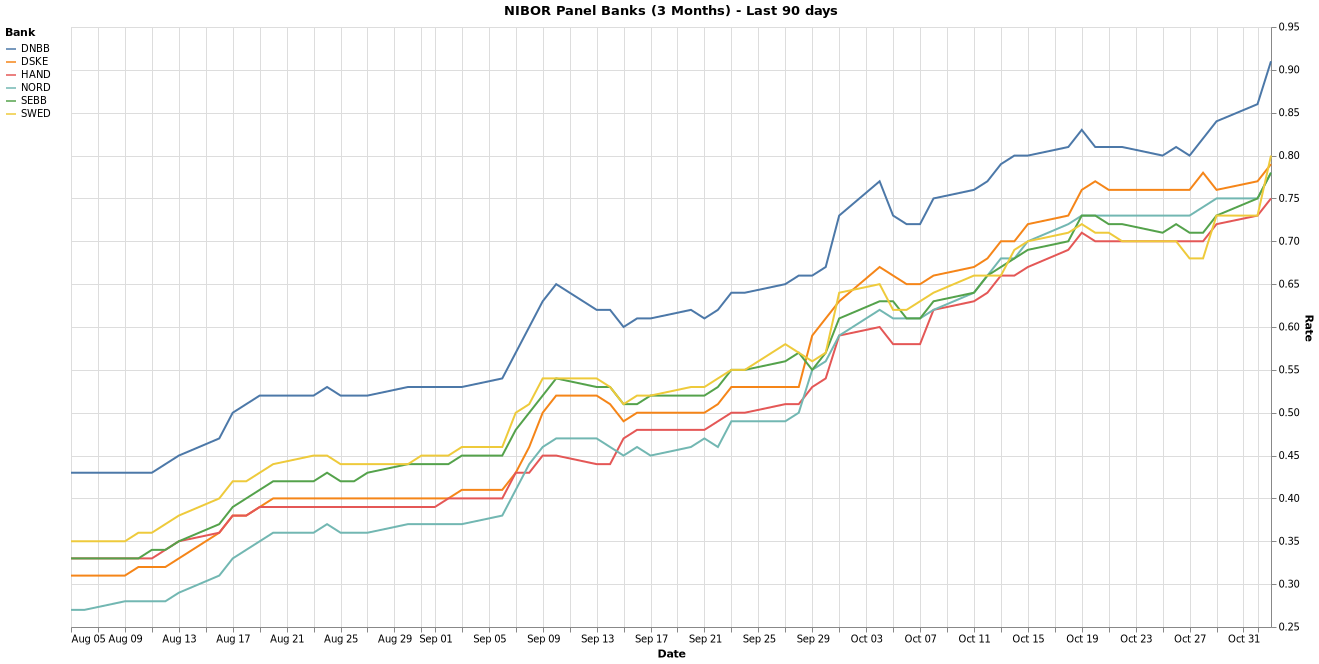 NIBOR Panel Banks (3 Months) - Last 90 days
Bank
DNBB
DSKE
HAND
NORD
SEBB
SWED
0.95
0.90
0.85
0.80
0.75
0.70
0.65
0.60
0.55
0.50
0.45
0.40
0.35
0.30
0.25
Rate
Aug 05 Aug 09 Aug 13 Aug 17 Aug 21 Aug 25 Aug 29 Sep 01 Sep 05 Sep 09 Sep 13 Sep 17 Sep 21 Sep 25 Sep 29 Oct 03 Oct 07 Oct 11 Oct 15 Oct 19 Oct 23 Oct 27 Oct 31
Date